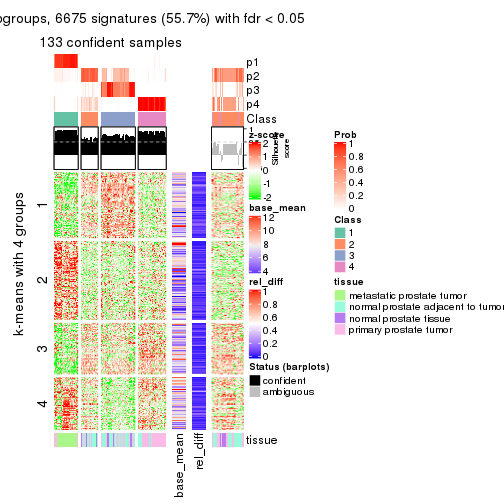 ogroups, 6675 signatures (55.7%) with fdr < 0.05
133 confident samples
p1
p2
p3
p4
Class
1
Silhouette
score
k-means with 4 groups
1
2
3
4
tissue
base_mean
rel_diff
z-score
2
1
0
-1
-2
base_mean
12
10
8
6
4
rel_diff
1
0.8
0.6
0.4
0.2
0
Status (barplots)
confident
ambiguous
Prob
1
0.8
0.6
0.4
0.2
0
Class
1
2
3
4
tissue
metastatic prostate tumor
normal prostate adjacent to tumor
normal prostate tissue
primary prostate tumor